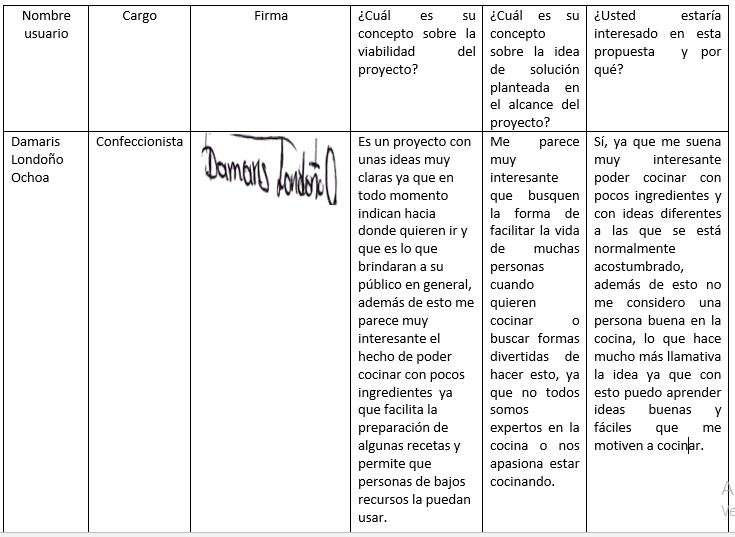 Nombre
usuario
Cargo
Firma
¿Cuál es su
concepto sobre la
viabilidad del
proyecto?
¿Cuál es su
concepto
sobre la idea
de solución
planteada en
el alcance del
proyecto?
¿Usted estaría
interesado en esta
propuesta y por
qué?
Damaris
Londoño
Ochoa
Confeccionista
Damaris Londoño O
Es un proyecto con
unas ideas muy
claras ya que en
todo momento
indican hacia
donde quieren ir y
que es lo que
brindaran a su
público en general,
además de esto me
parece muy
interesante el
hecho de poder
cocinar con pocos
ingredientes ya
que facilita la
preparación de
algunas recetas y
permite que
personas de bajos
recursos la puedan
usar.
Me parece
muy
interesante
que busquen
la forma de
facilitar la vida
de muchas
personas
cuando
quieren
cocinar o
buscar formas
divertidas de
hacer esto, ya
que no todos
somos
expertos en la
cocina o nos
apasiona estar
cocinando.
Sí, ya que me suena
muy interesante
poder cocinar con
pocos ingredientes y
con ideas diferentes
a las que se está
normalmente
acostumbrado,
además de esto no
me considero una
persona buena en la
cocina, lo que hace
mucho más llamativa
la idea ya que con
esto puedo aprender
ideas buenas y
fáciles que me
motiven a cocinar.